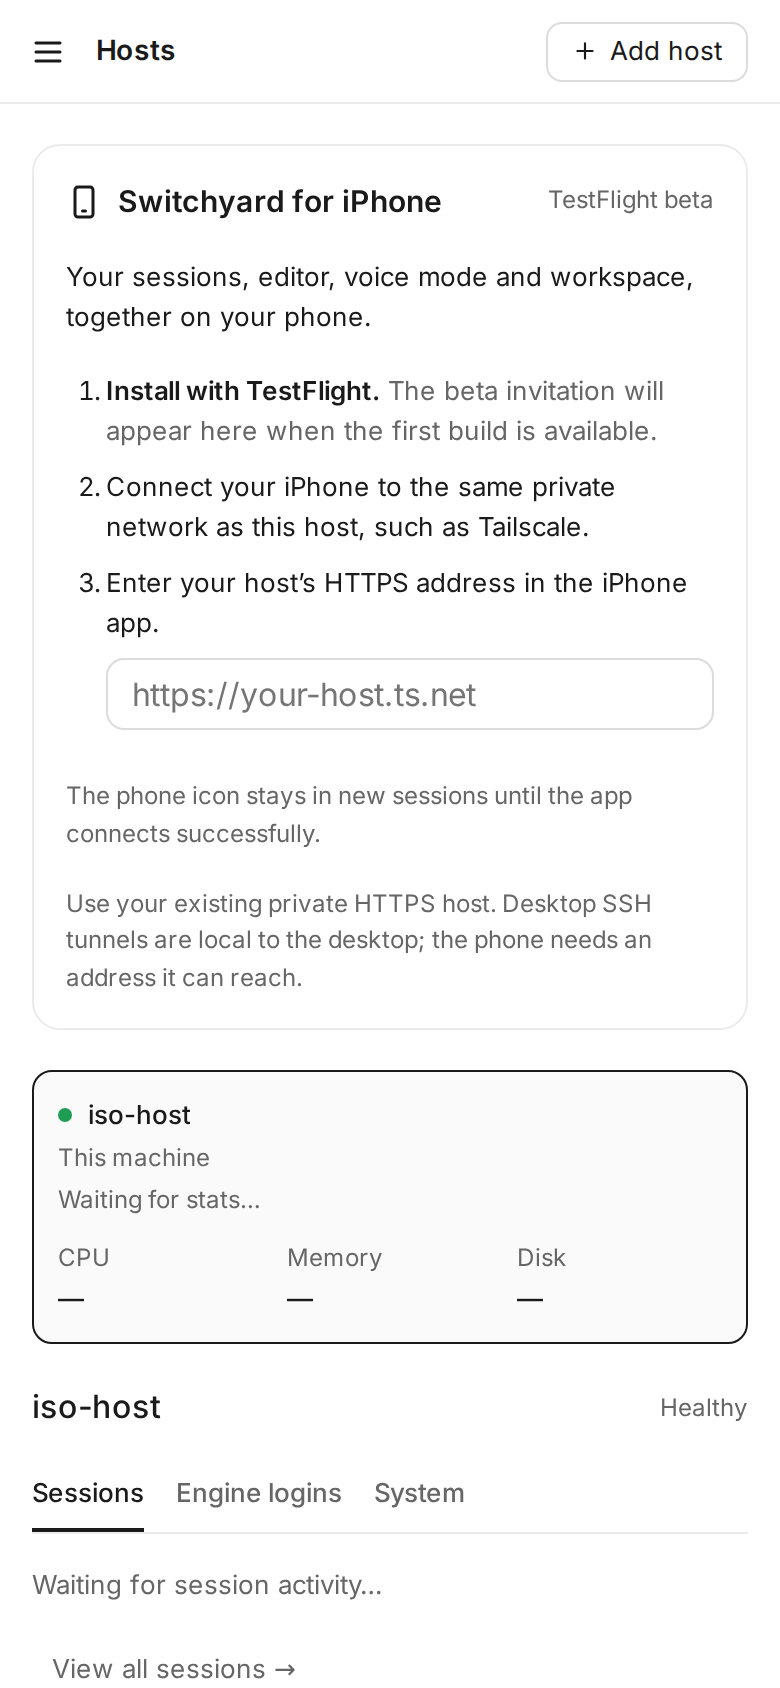 Hosts
+ Add host
Switchyard for iPhone
TestFlight beta
Your sessions, editor, voice mode and workspace,
together on your phone.
1. Install with TestFlight. The beta invitation will
appear here when the first build is available.
2. Connect your iPhone to the same private
network as this host, such as Tailscale.
3. Enter your host’s HTTPS address in the iPhone
app.
https://your-host.ts.net
The phone icon stays in new sessions until the app
connects successfully.
Use your existing private HTTPS host. Desktop SSH
tunnels are local to the desktop; the phone needs an
address it can reach.
iso-host
This machine
Waiting for stats...
CPU Memory Disk
— — —
iso-host
Healthy
Sessions Engine logins System
Waiting for session activity...
View all sessions →